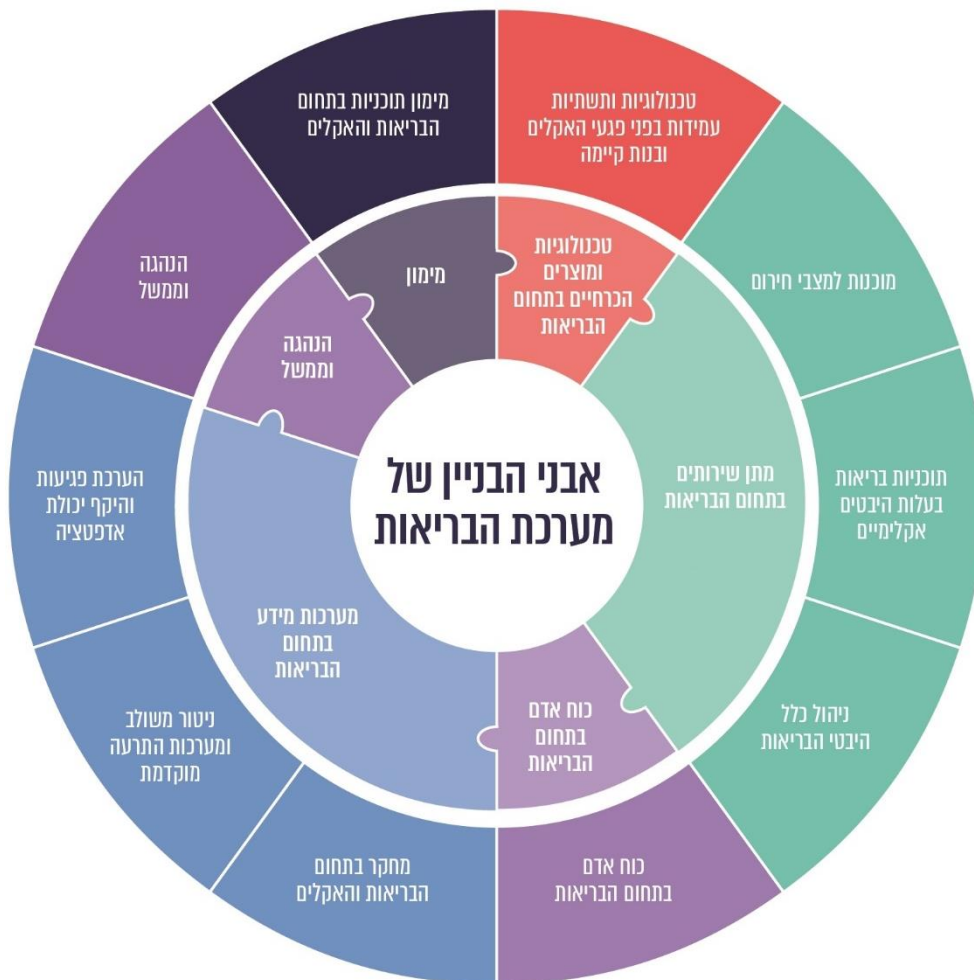 טכנולוגיות ותשתיות
עמידות בפני פגעי האקלים
ובנות קיימה
מוכנות למצבי חירום
תוכניות בריאות
בעלות היבטים
אקלימיים
ניהול כלל
היבטי הבריאות
כוח אדם
בתחום הבריאות
מחקר בתחום
הבריאות והאקלים
ניטור משולב
ומערכות התרעה
מוקדמת
הערכת פגיעות
והיקף יכולת
אדפטציה
הנהגה
וממשל
מימון תוכניות בתחום
הבריאות והאקלים
טכנולוגיות
ומוצרים
הכרחיים בתחום
הבריאות
מתן שירותים
בתחום הבריאות
כוח אדם
בתחום
הבריאות
מערכות מידע
בתחום
הבריאות
הנהגה
וממשל
מימון
אבני הבניין של
מערכת הבריאות